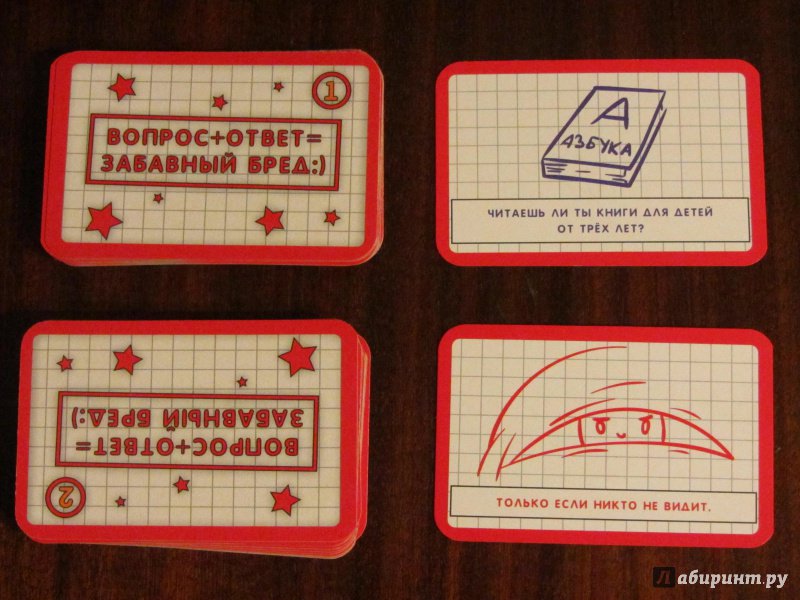 1
ВОПРОС+ОТВЕТ=
ЗАБАВНЫЙ БРЕД:)
А
АЗБУКА
ЧИТАЕШЬ ЛИ ТЫ КНИГИ ДЛЯ ДЕТЕЙ
ОТ ТРЁХ ЛЕТ?
ВОПРОС+ОТВЕТ=
ЗАБАВНЫЙ БРЕД:)
2
ТОЛЬКО ЕСЛИ НИКТО НЕ ВИДИТ.
Лабиринт.ру